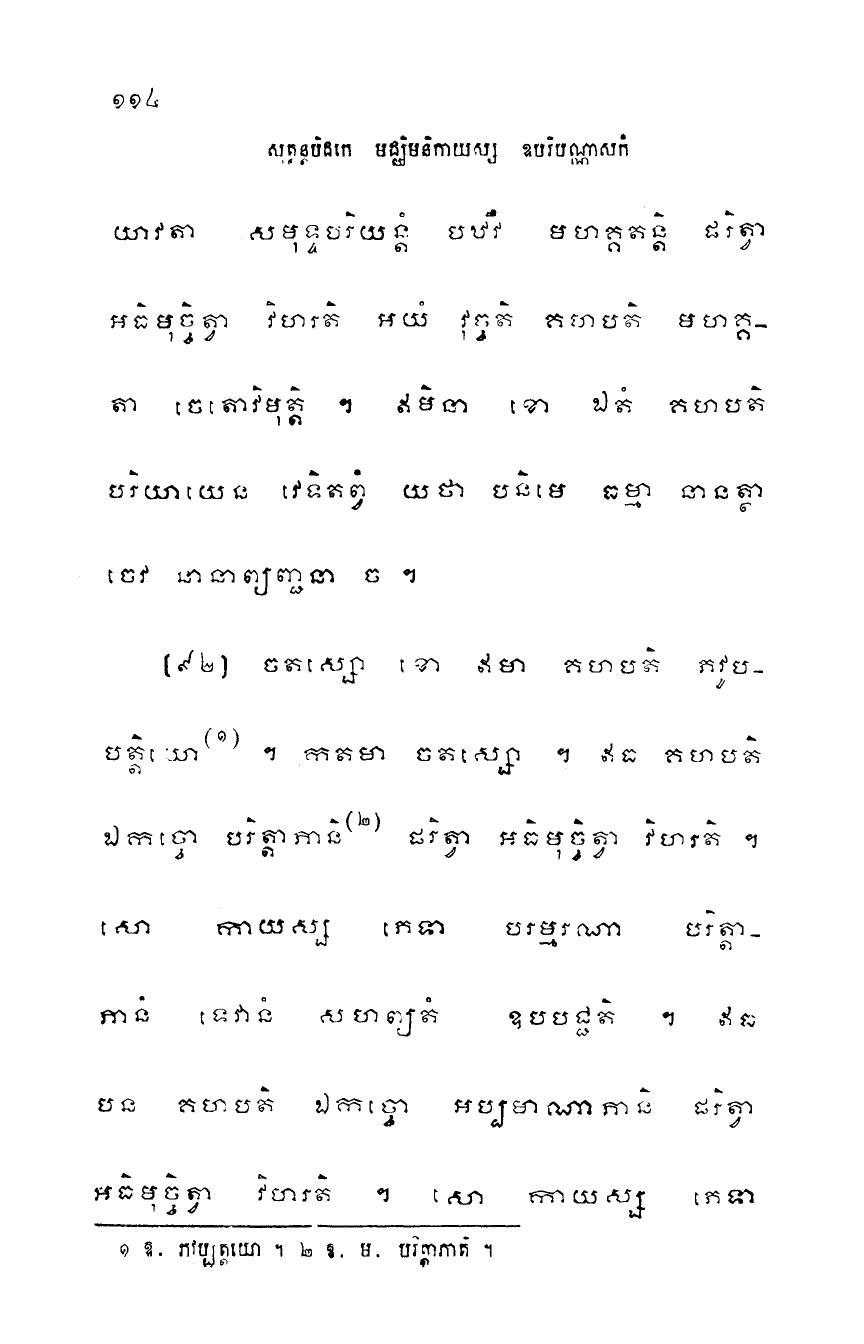 ១១៤
សុត្តន្តបិដកេ មជ្ឈិមនិកាយស្ស ឧបរិបណ្ណាសកំ
យាវតា សមុទ្ទបរិយន្តំ បឋវឹ មហគ្គតន្តិ ផរិត្វា
អធិមុច្ចិត្វា វិហរតិ អយំ វុច្ចតិ គហបតិ មហគ្គ-
តា ចេតោវិមុត្តិ ។ ឥមិនា ខោ ឯតំ គហបតិ
បរិយាយេន វេទិតព្វំ យថា បនិមេ ធម្មា នានត្ថា
ចេវ នានាព្យញ្ជនា ច ។
[៩២] ចតស្សោ ខោ ឥមា គហបតិ ភវូប-
បត្តិយោ(១) ។ កតមា ចតស្សោ ។ ឥធ គហបតិ
ឯកច្ចោ បរិត្តាភានិ(២) ផរិត្វា អធិមុច្ចិត្វា វិហរតិ ។
សោ កាយស្ស ភេទា បរម្មរណា បរិត្តា-
ភានំ ទេវានំ សហព្យតំ ឧបបជ្ជតិ ។ ឥធ
បន គហបតិ ឯកច្ចោ អប្បមាណាភានិ ផរិត្វា
អធិមុច្ចិត្វា វិហរតិ ។ សោ កាយស្ស ភេទា
១ ឱ. ភវប្បត្តយោ ។ ២ ឱ. ម. បរិត្តាភាតិ ។